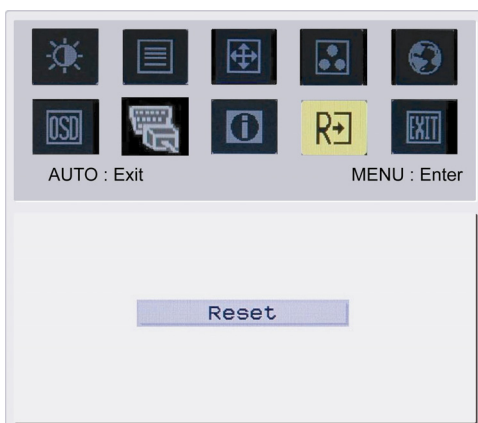 OSD
R
EXIT
AUTO : Exit
MENU : Enter
Reset